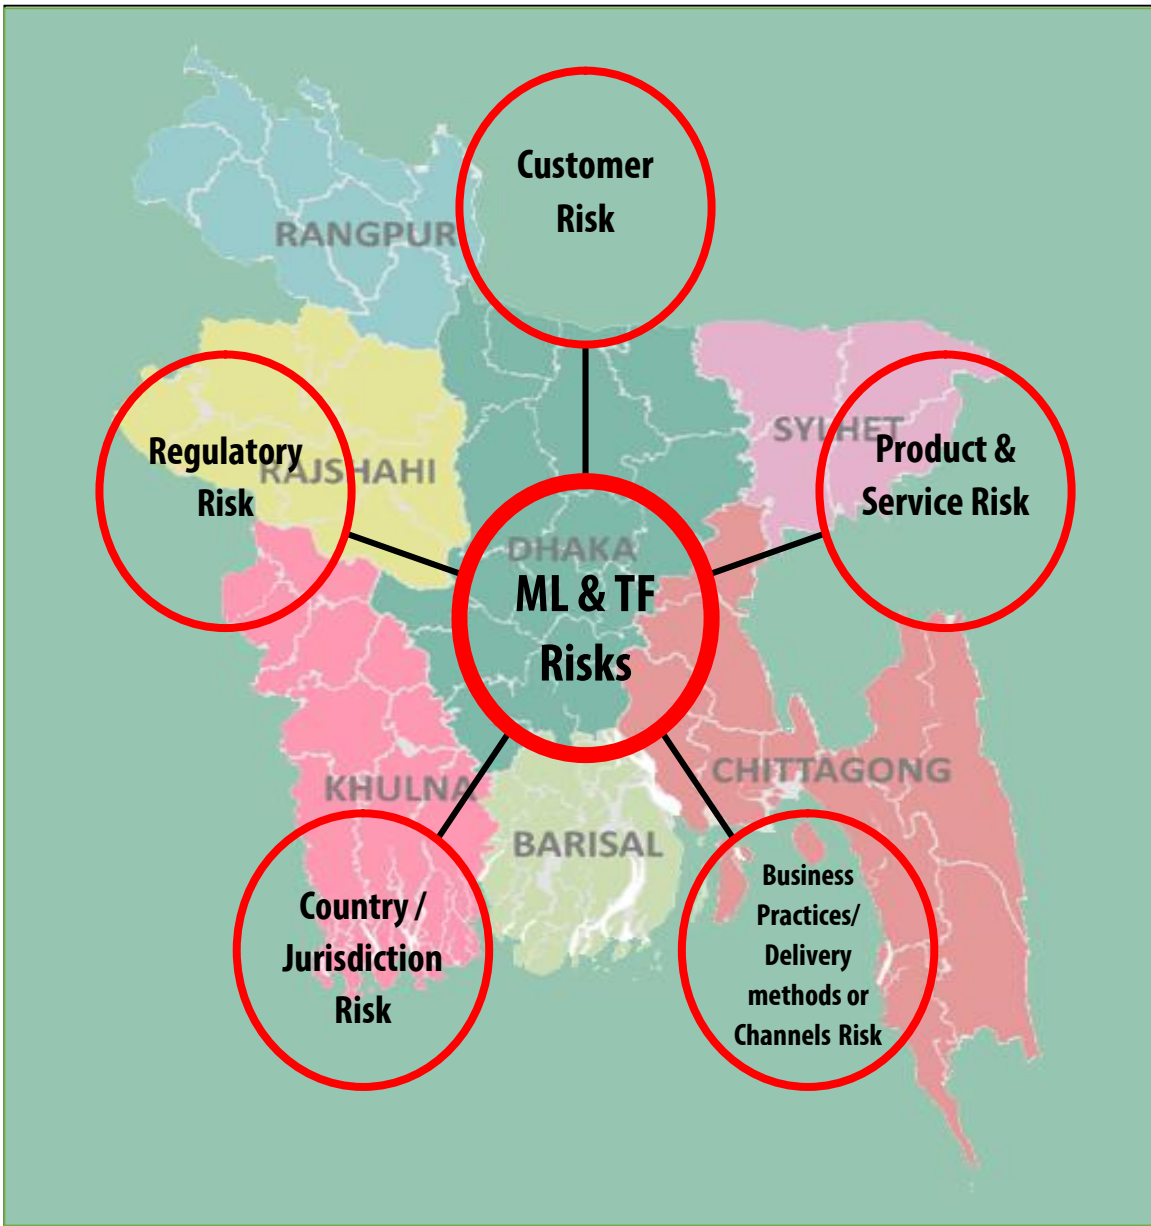 Customer
Risk
RANGPUR
Regulatory
Risk
RAJSHAHI
SYLHET
Product &
Service Risk
DHAKA
ML & TF
Risks
KHULNA
CHITTAGONG
BARISAL
Country /
Jurisdiction
Risk
Business
Practices/
Delivery
methods or
Channels Risk